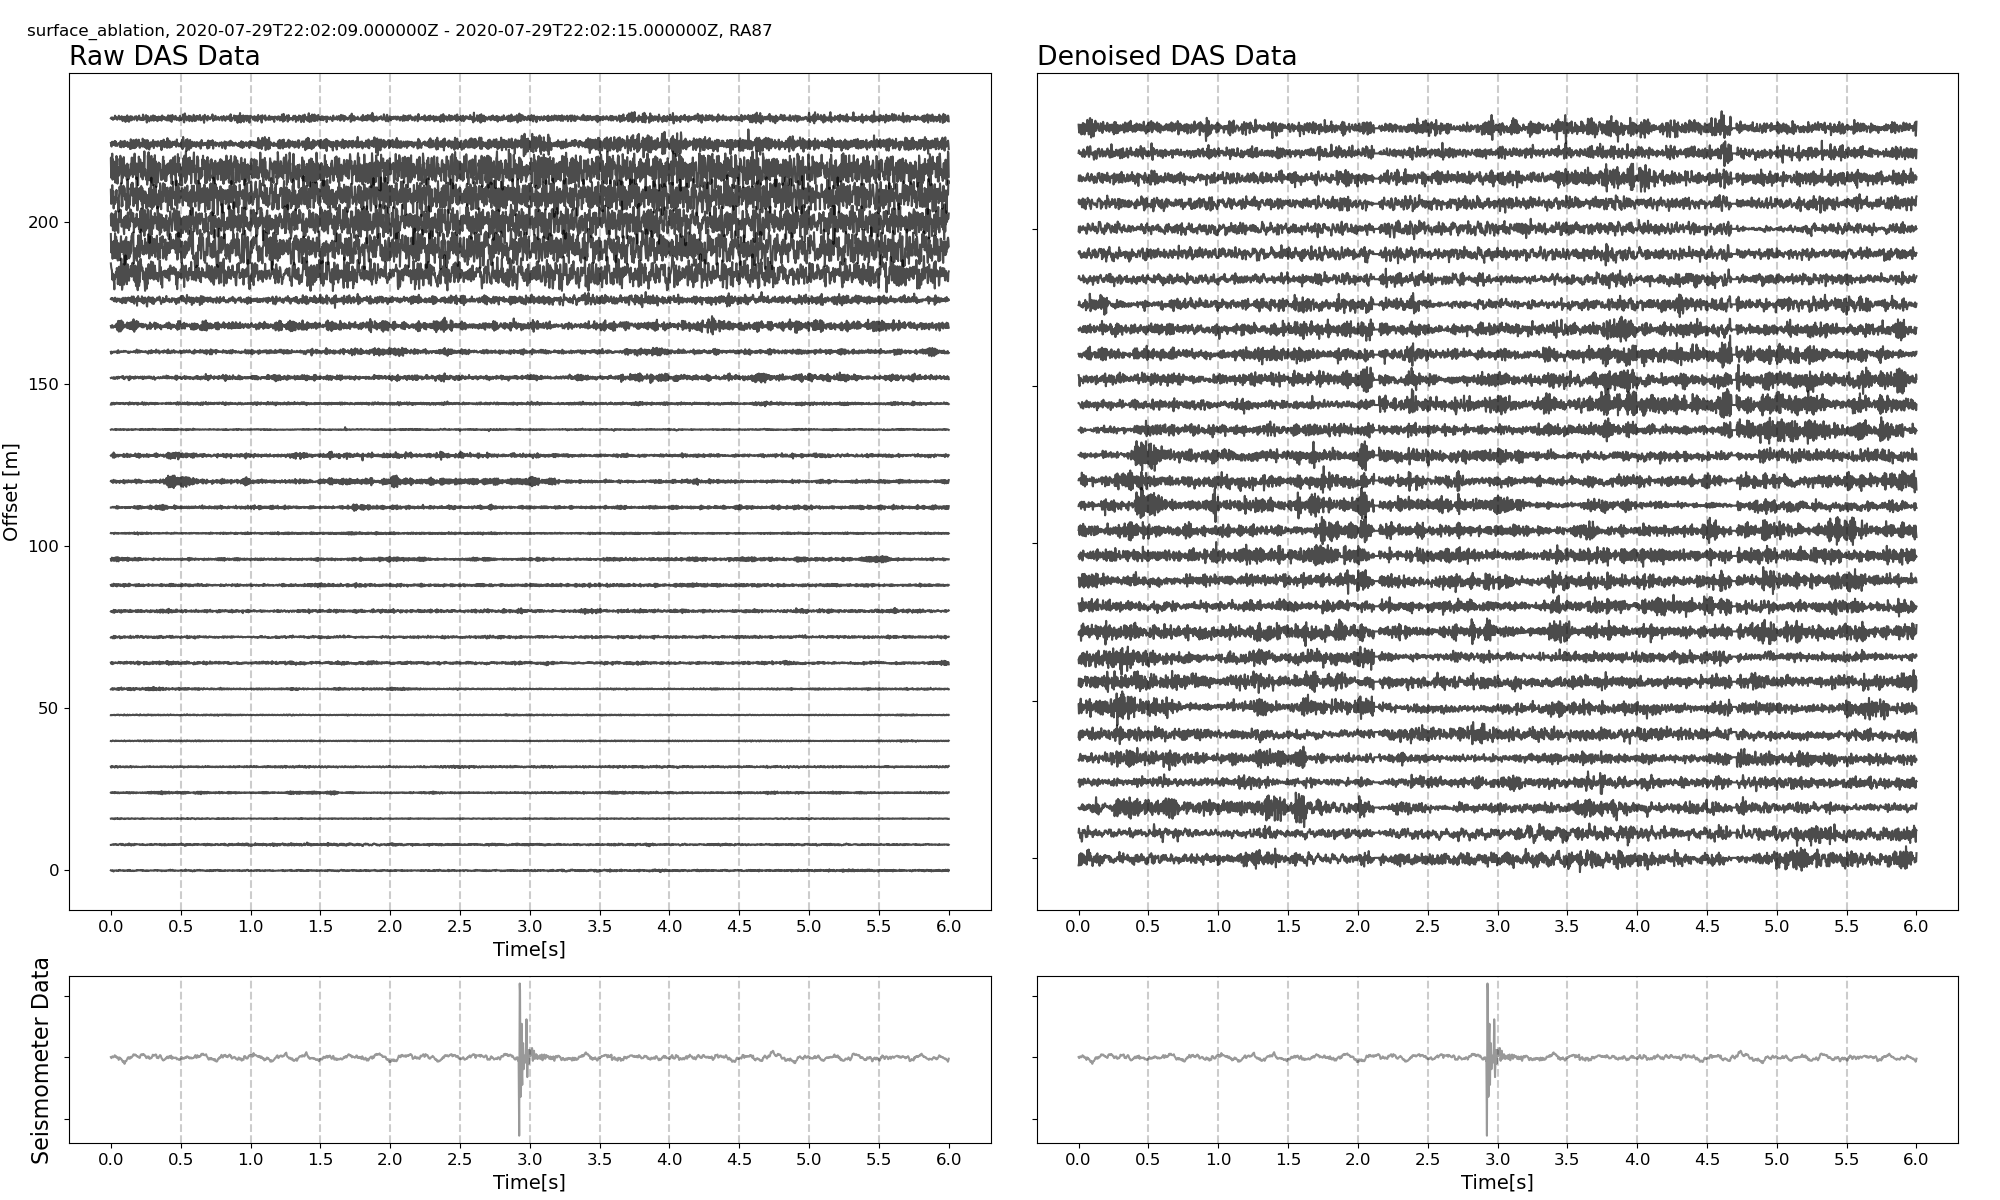 surface_ablation, 2020-07-29T22:02:09.000000Z - 2020-07-29T22:02:15.000000Z, RA87
Raw DAS Data
Denoised DAS Data
Offset [m]
200
150
100
50
0
0.0 0.5 1.0 1.5 2.0 2.5 3.0 3.5 4.0 4.5 5.0 5.5 6.0
Time[s]
0.0 0.5 1.0 1.5 2.0 2.5 3.0 3.5 4.0 4.5 5.0 5.5 6.0
Seismometer Data
0.0 0.5 1.0 1.5 2.0 2.5 3.0 3.5 4.0 4.5 5.0 5.5 6.0
Time[s]
0.0 0.5 1.0 1.5 2.0 2.5 3.0 3.5 4.0 4.5 5.0 5.5 6.0
Time[s]